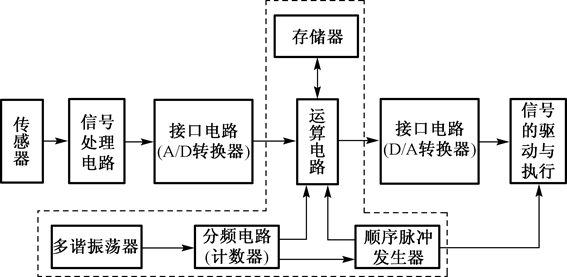 存储器
传感器
信号
处理
电路
接口电路
(A/D转换器)
运算电路
接口电路
(D/A转换器)
信号
的驱
动与
执行
多谐振荡器
分频电路
(计数器)
顺序脉冲
发生器